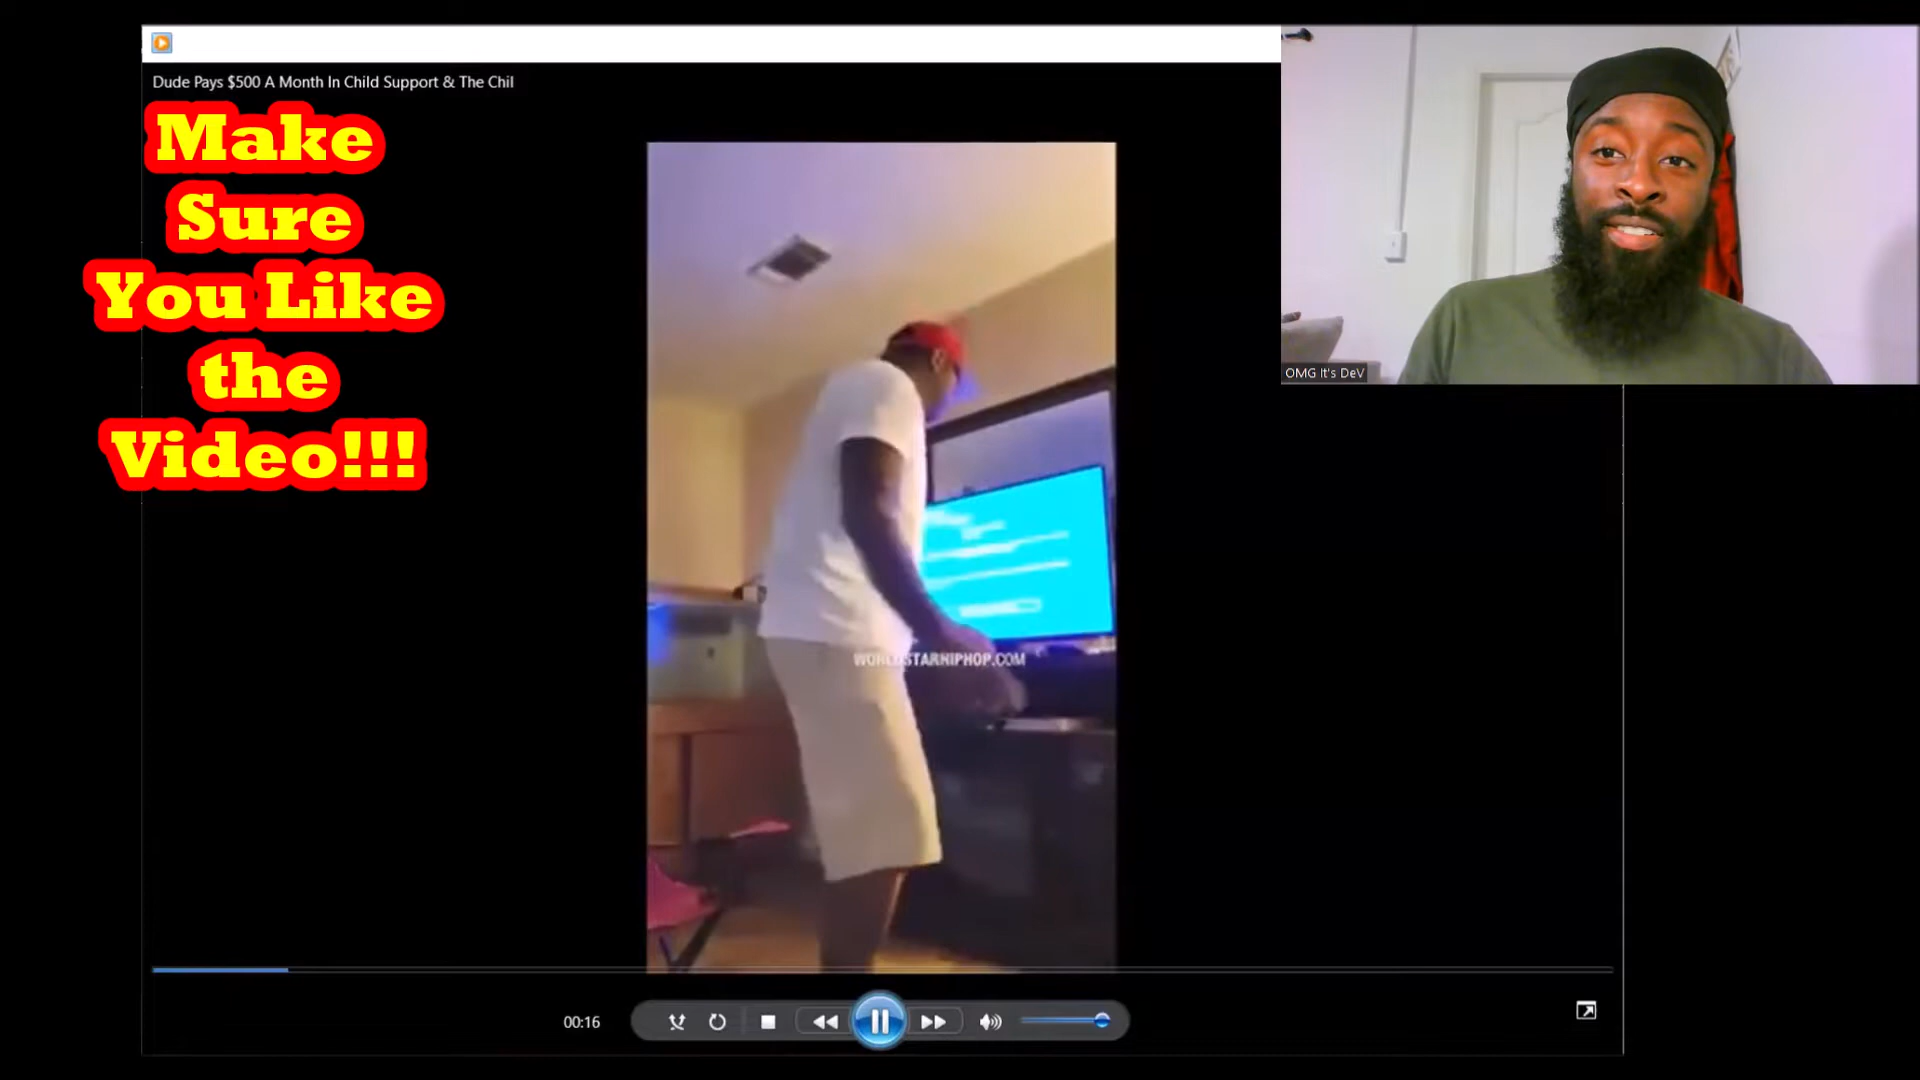 Dude Pays $500 A Month In Child Support & The Chil
Make
Sure
You Like
the
Video!!!
OMG It's DeV
WORLDSTARHIPHOP.COM
00:16